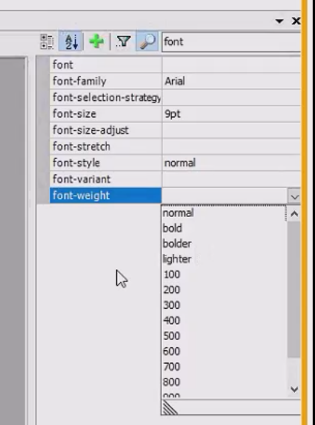 font
font
font-family Arial
font-selection-strategy
font-size 9pt
font-size-adjust
font-stretch
font-style normal
font-variant
font-weight
normal
bold
bolder
lighter
100
200
300
400
500
600
700
800
900